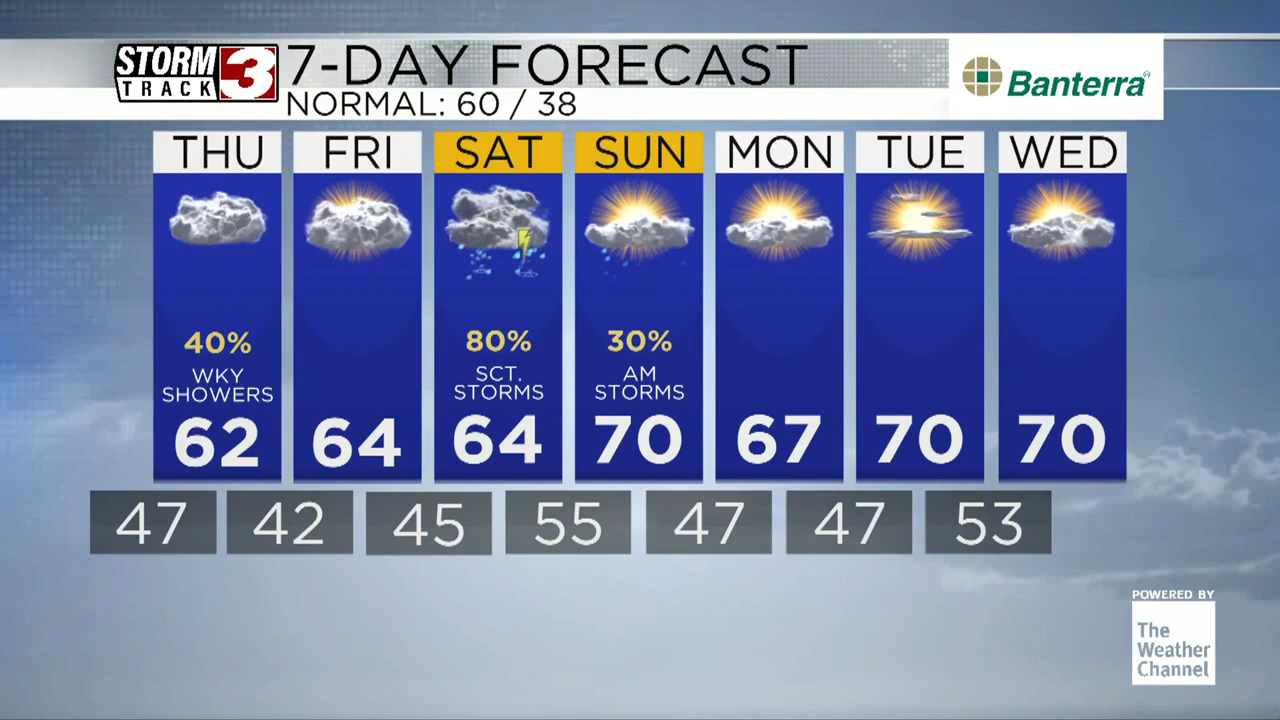 STORM
TRACK 3
7-DAY FORECAST
NORMAL: 60 / 38
Banterra
THU FRI SAT SUN MON TUE WED
40% 80% 30%
WKY SCT. AM
SHOWERS STORMS STORMS
62 64 64 70 67 70 70
47 42 45 55 47 47 53
POWERED BY
The
Weather
Channel